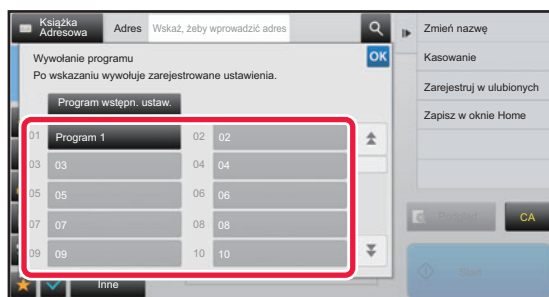 Książka Adresowa
Adres
Wskaż, żeby wprowadzić adres
Zmień nazwę
Wywołanie programu
OK
Kasowanie
Po wskazaniu wywołuje zarejestrowane ustawienia.
Zarejestruj w ulubionych
Program wstępn. ustaw.
Zapisz w oknie Home
01 Program 1
02 02
03 03
04 04
05 05
06 06
07 07
08 08
09 09
10 10
Podgląd
CA
Start
Inne